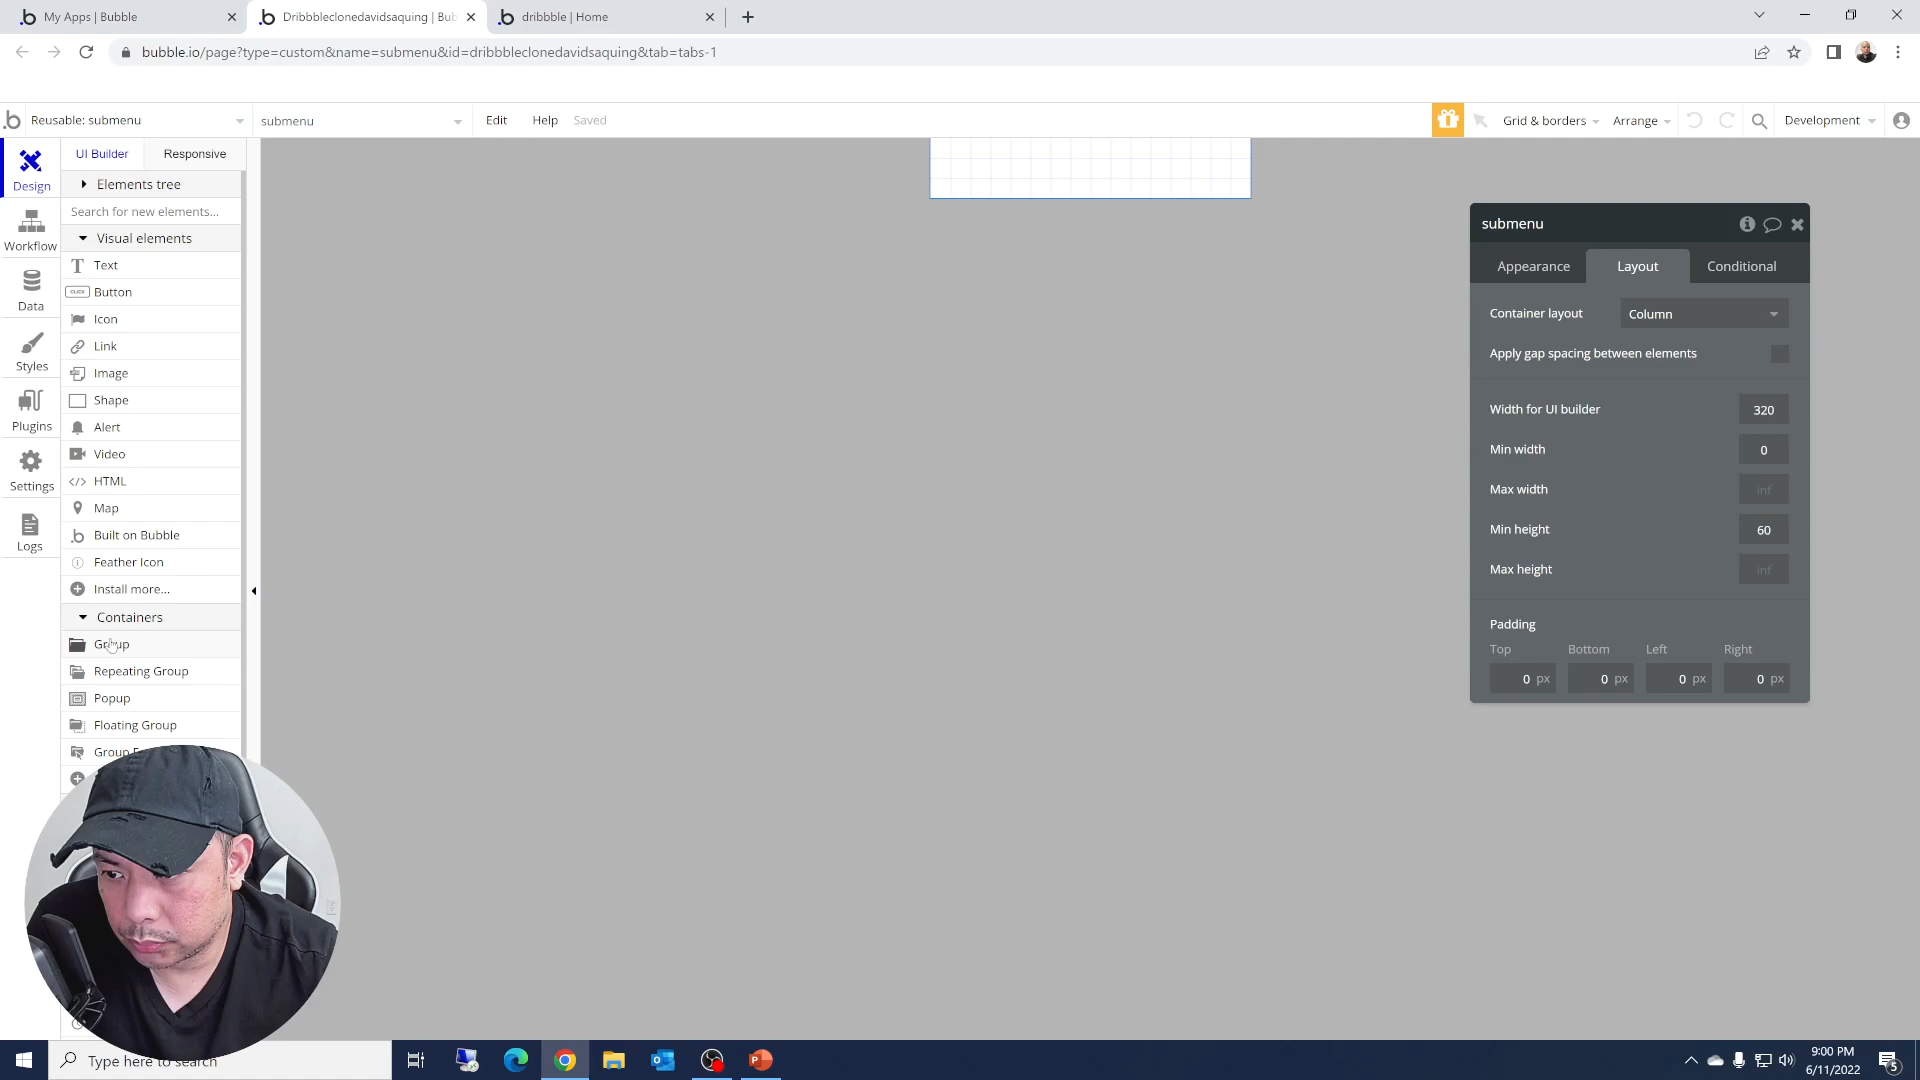 My Apps | Bubble
Dribbbleclonedavidsaquing | Bub
dribbble | Home
bubble.io/page?type=custom&name=submenu&id=dribbbleclonedavidsaquing&tab=tabs-1
Reusable: submenu
submenu
Edit
Help
Saved
Grid & borders
Arrange
Development
Design
Workflow
Data
Styles
Plugins
Settings
Logs
UI Builder
Responsive
Elements tree
Search for new elements...
Visual elements
Text
CLICK
Button
Icon
Link
Image
Shape
Alert
Video
HTML
Map
Built on Bubble
Feather Icon
Install more...
Containers
Group
Repeating Group
Popup
Floating Group
Group
submenu
Appearance
Layout
Conditional
Container layout
Column
Apply gap spacing between elements
Width for UI builder
320
Min width
0
Max width
inf
Min height
60
Max height
inf
Padding
Top
Bottom
Left
Right
0 px
0 px
0 px
0 px
Type here to search
9:00 PM
6/11/2022
5